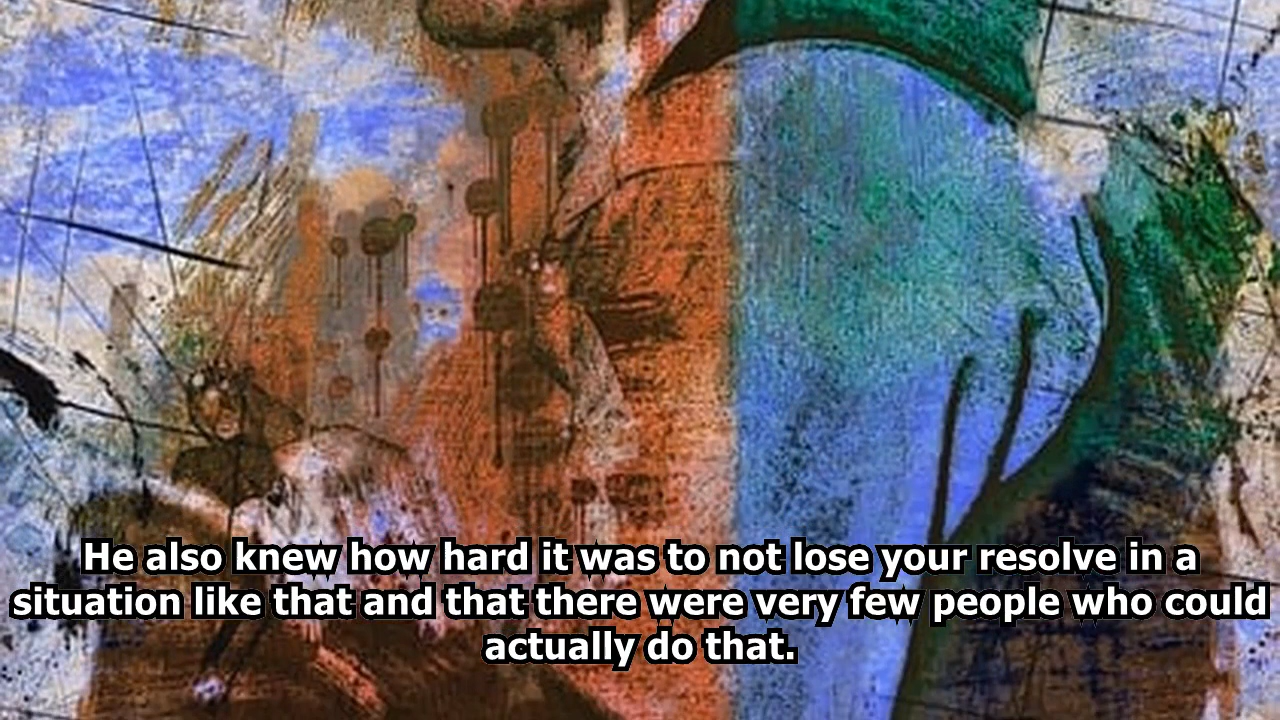 He also knew how hard it was to not lose your resolve in a
situation like that and that there were very few people who could
actually do that.